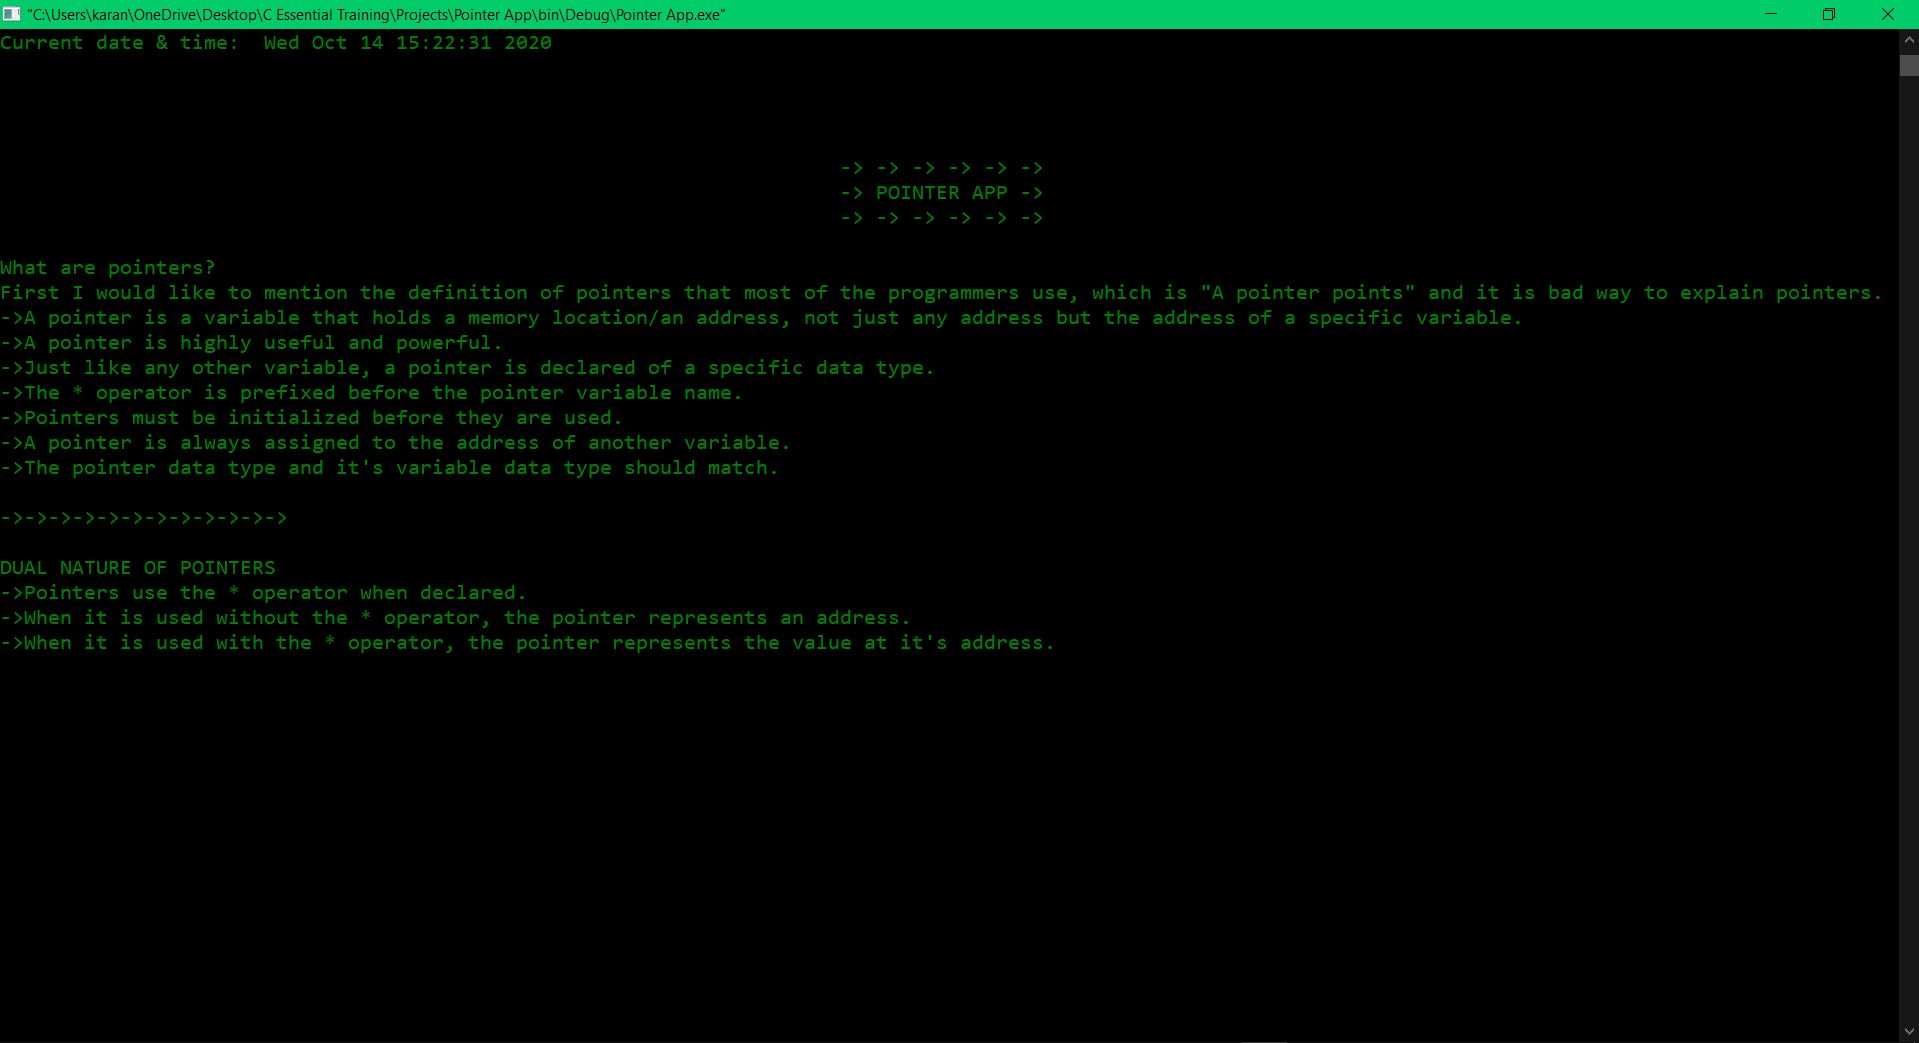 "C:\Users\karan\OneDrive\Desktop\C Essential Training\Projects\Pointer App\bin\Debug\Pointer App.exe"
Current date & time:  Wed Oct 14 15:22:31 2020
-> -> -> -> -> ->
-> POINTER APP ->
-> -> -> -> -> ->
What are pointers?
First I would like to mention the definition of pointers that most of the programmers use, which is "A pointer points" and it is bad way to explain pointers.
->A pointer is a variable that holds a memory location/an address, not just any address but the address of a specific variable.
->A pointer is highly useful and powerful.
->Just like any other variable, a pointer is declared of a specific data type.
->The * operator is prefixed before the pointer variable name.
->Pointers must be initialized before they are used.
->A pointer is always assigned to the address of another variable.
->The pointer data type and it's variable data type should match.
->->->->->->->->->->->->
DUAL NATURE OF POINTERS
->Pointers use the * operator when declared.
->When it is used without the * operator, the pointer represents an address.
->When it is used with the * operator, the pointer represents the value at it's address.